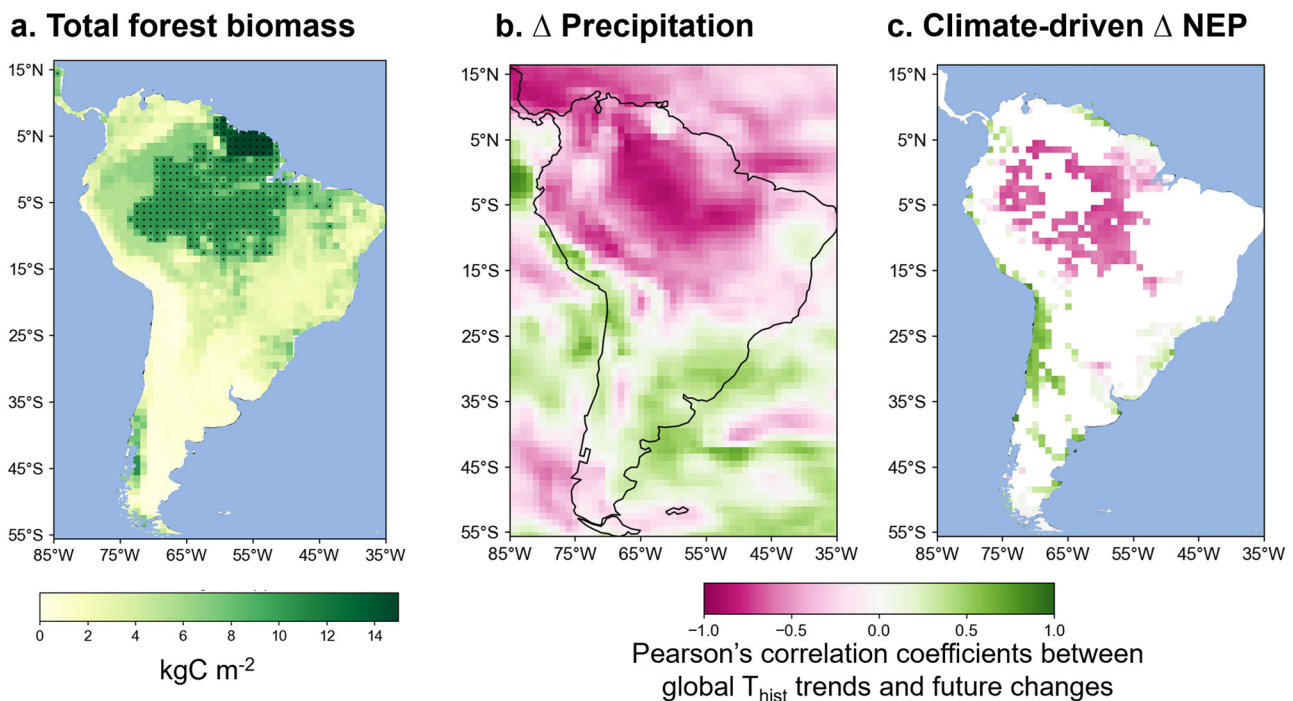 a. Total forest biomass
b. Δ Precipitation
c. Climate-driven Δ NEP
15°N
5°N
5°S
15°S
25°S
35°S
45°S
55°S
85°W 75°W 65°W 55°W 45°W 35°W
15°N
5°N
5°S
15°S
25°S
35°S
45°S
55°S
85°W 75°W 65°W 55°W 45°W 35°W
15°N
5°N
5°S
15°S
25°S
35°S
45°S
55°S
85°W 75°W 65°W 55°W 45°W 35°W
0 2 4 6 8 10 12 14
kgC m⁻²
−1.0 −0.5 0.0 0.5 1.0
Pearson's correlation coefficients between
global Thist trends and future changes